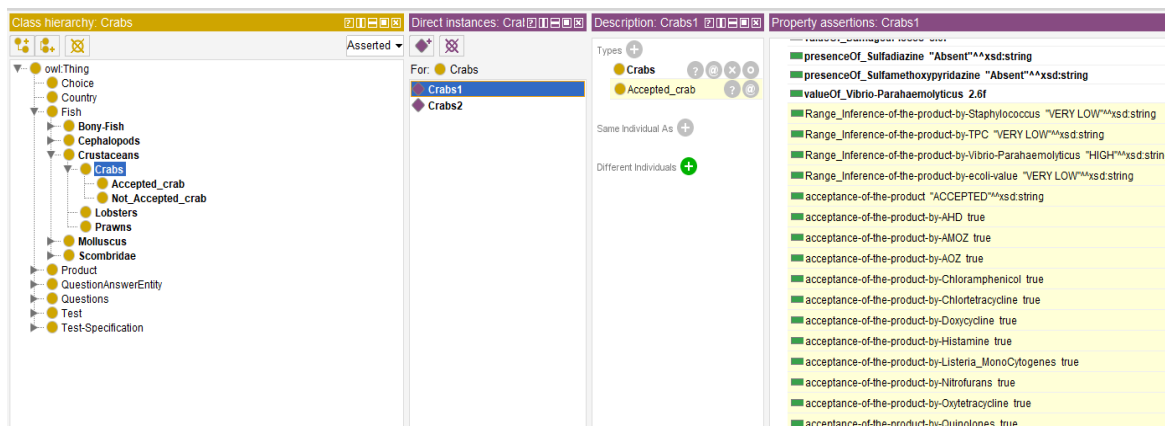 Class hierarchy: Crabs
Asserted
owl:Thing
Choice
Country
Fish
Bony-Fish
Cephalopods
Crustaceans
Crabs
Accepted_crab
Not_Accepted_crab
Lobsters
Prawns
Molluscus
Scombridae
Product
QuestionAnswerEntity
Questions
Test
Test-Specification
Direct instances: Crat
For: Crabs
Crabs1
Crabs2
Description: Crabs1
Types
Crabs
Accepted_crab
Same Individual As
Different Individuals
Property assertions: Crabs1
presenceOf_Sulfadiazine "Absent"^^xsd:string
presenceOf_Sulfamethoxypyridazine "Absent"^^xsd:string
valueOf_Vibrio-Parahaemolyticus 2.6f
Range_Inference-of-the-product-by-Staphylococcus "VERY LOW"^^xsd:string
Range_Inference-of-the-product-by-TPC "VERY LOW"^^xsd:string
Range_Inference-of-the-product-by-Vibrio-Parahaemolyticus "HIGH"^^xsd:strin
Range_Inference-of-the-product-by-ecoli-value "VERY LOW"^^xsd:string
acceptance-of-the-product "ACCEPTED"^^xsd:string
acceptance-of-the-product-by-AHD true
acceptance-of-the-product-by-AMOZ true
acceptance-of-the-product-by-AOZ true
acceptance-of-the-product-by-Chloramphenicol true
acceptance-of-the-product-by-Chlortetracycline true
acceptance-of-the-product-by-Doxycycline true
acceptance-of-the-product-by-Histamine true
acceptance-of-the-product-by-Listeria_MonoCytogenes true
acceptance-of-the-product-by-Nitrofurans true
acceptance-of-the-product-by-Oxytetracycline true
acceptance-of-the-product-by-Quinolones true